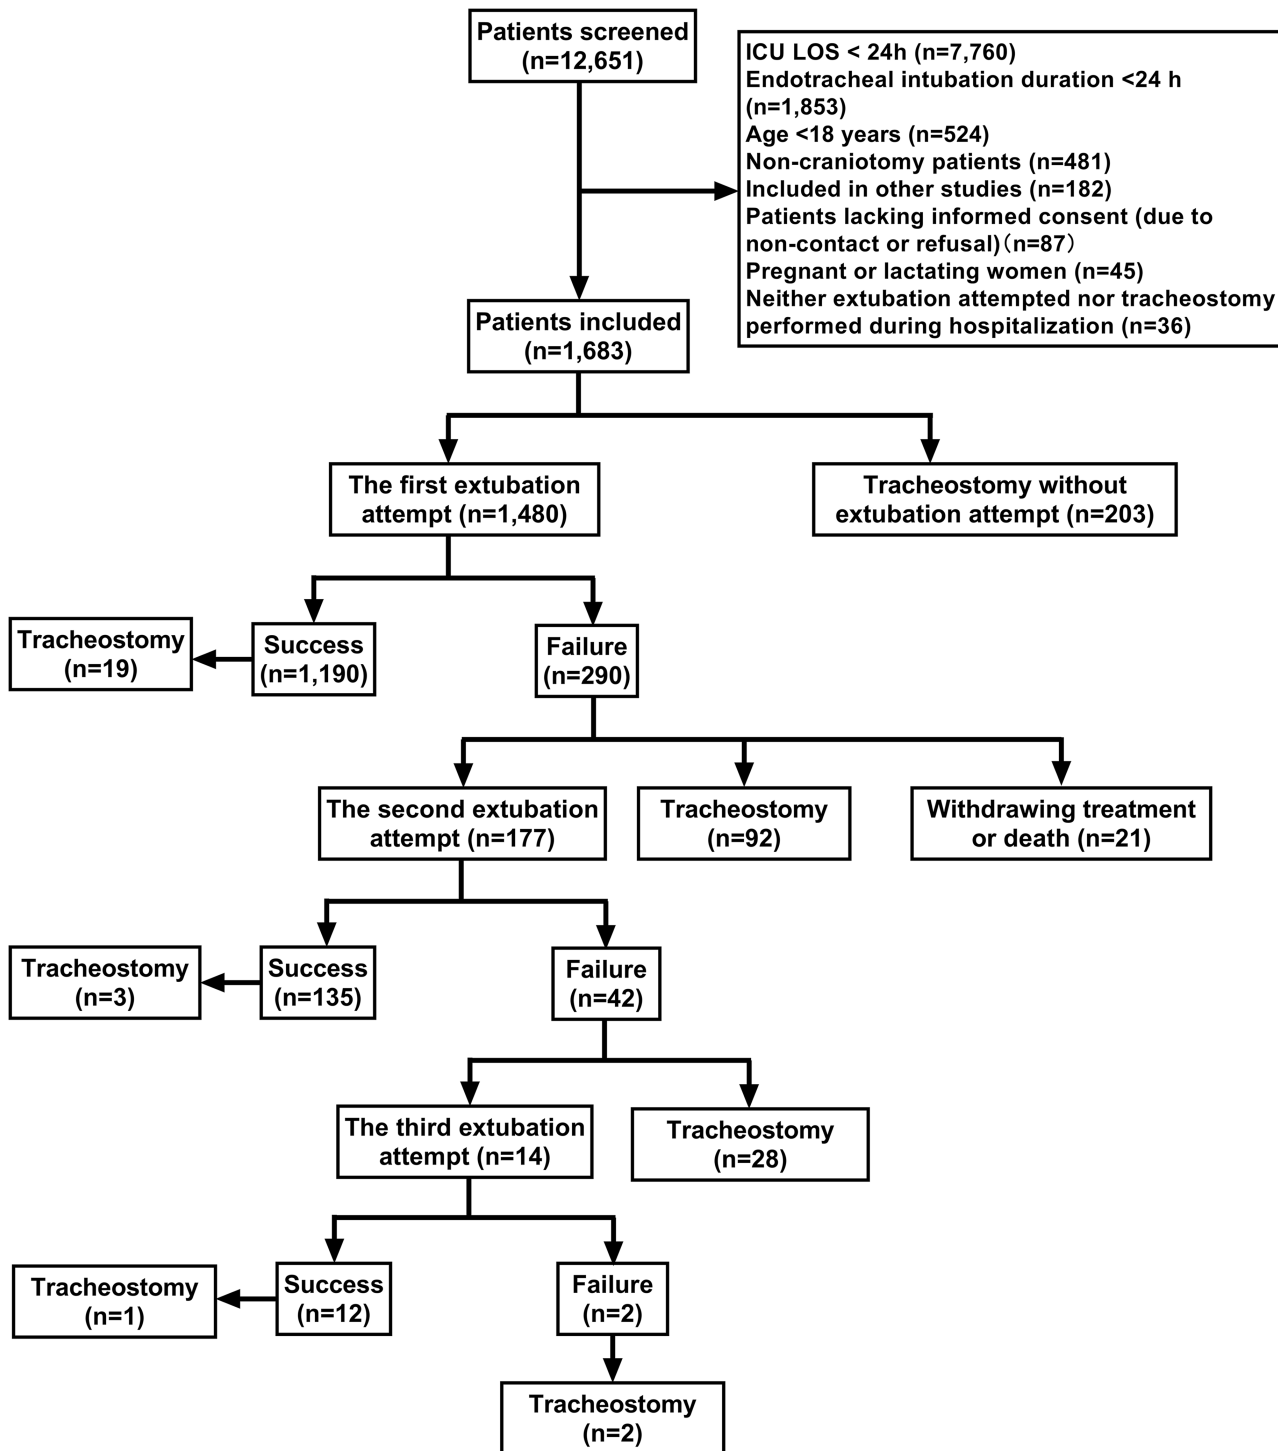 Patients screened
(n=12,651)
ICU LOS < 24h (n=7,760)
Endotracheal intubation duration <24 h
(n=1,853)
Age <18 years (n=524)
Non-craniotomy patients (n=481)
Included in other studies (n=182)
Patients lacking informed consent (due to
non-contact or refusal)（n=87）
Pregnant or lactating women (n=45)
Neither extubation attempted nor tracheostomy
performed during hospitalization (n=36)
Patients included
(n=1,683)
The first extubation
attempt (n=1,480)
Tracheostomy without
extubation attempt (n=203)
Tracheostomy
(n=19)
Success
(n=1,190)
Failure
(n=290)
The second extubation
attempt (n=177)
Tracheostomy
(n=92)
Withdrawing treatment
or death (n=21)
Tracheostomy
(n=3)
Success
(n=135)
Failure
(n=42)
The third extubation
attempt (n=14)
Tracheostomy
(n=28)
Tracheostomy
(n=1)
Success
(n=12)
Failure
(n=2)
Tracheostomy
(n=2)